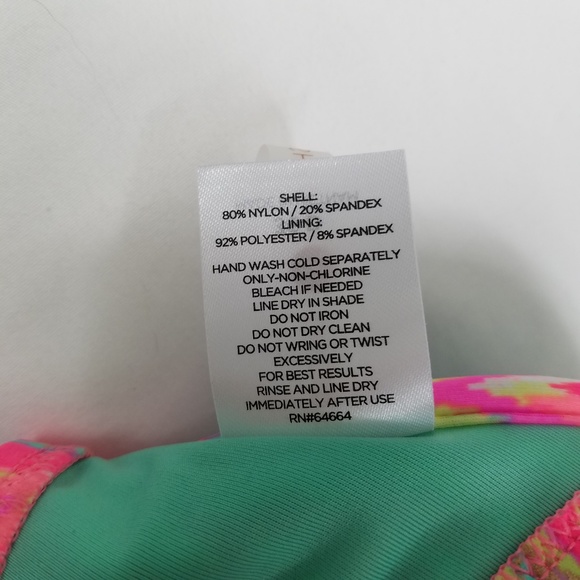 SHELL:
80% NYLON / 20% SPANDEX
LINING:
92% POLYESTER / 8% SPANDEX
HAND WASH COLD SEPARATELY
ONLY-NON-CHLORINE
BLEACH IF NEEDED
LINE DRY IN SHADE
DO NOT IRON
DO NOT DRY CLEAN
DO NOT WRING OR TWIST
EXCESSIVELY
FOR BEST RESULTS
RINSE AND LINE DRY
IMMEDIATELY AFTER USE
RN#64664